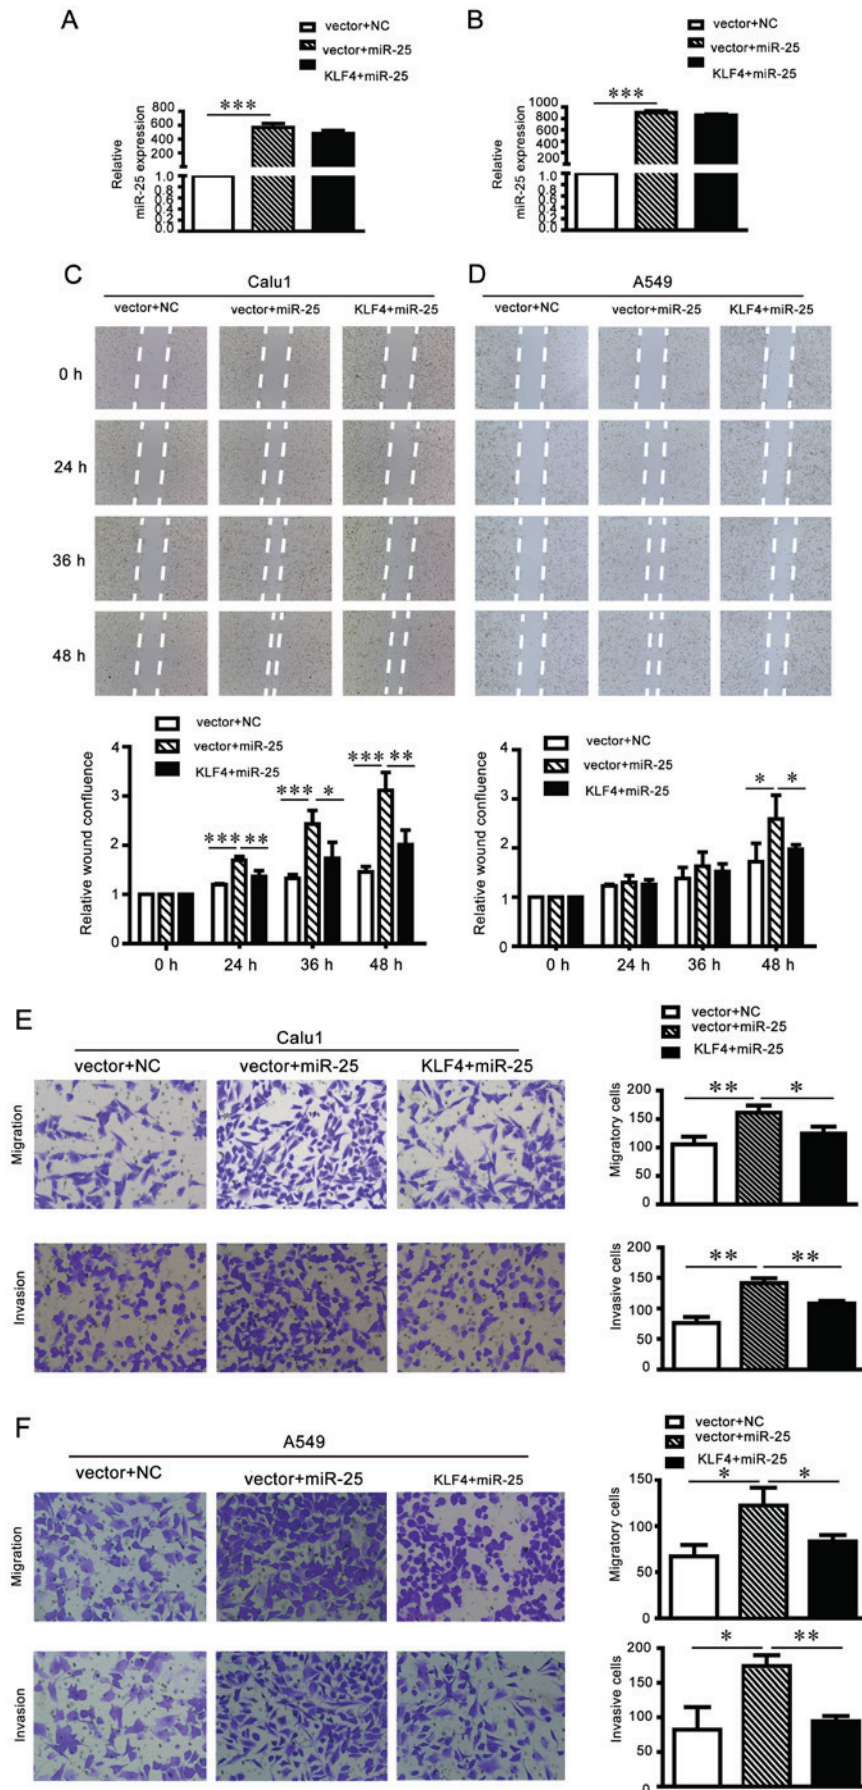 A
vector+NC
vector+miR-25
KLF4+miR-25
Relative
miR-25 expression
800
600
400
200
0
1.0
0.8
0.6
0.4
0.2
0.0
***
B
vector+NC
vector+miR-25
KLF4+miR-25
Relative
miR-25 expression
1000
800
600
400
200
1.0
0.8
0.6
0.4
0.2
0.0
***
C
Calu1
vector+NC vector+miR-25 KLF4+miR-25
D
A549
vector+NC vector+miR-25 KLF4+miR-25
0 h
24 h
36 h
48 h
vector+NC
vector+miR-25
KLF4+miR-25
Relative wound confluence
4
3
2
1
0
*** **
*** *
*** **
0 h 24 h 36 h 48 h
vector+NC
vector+miR-25
KLF4+miR-25
Relative wound confluence
4
3
2
1
0
* *
0 h 24 h 36 h 48 h
E
Calu1
vector+NC vector+miR-25 KLF4+miR-25
Migration
Invasion
vector+NC
vector+miR-25
KLF4+miR-25
Migratory cells
200
150
100
50
0
** *
Invasive cells
200
150
100
50
0
** **
F
A549
vector+NC vector+miR-25 KLF4+miR-25
Migration
Invasion
vector+NC
vector+miR-25
KLF4+miR-25
Migratory cells
150
100
50
0
* *
Invasive cells
200
150
100
50
0
* **